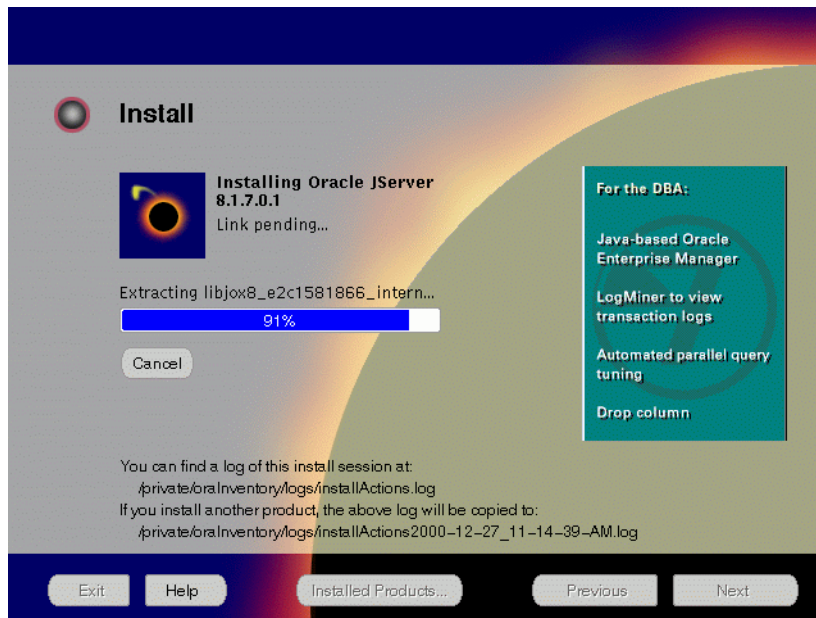 Install
Installing Oracle JServer
8.1.7.0.1
Link pending...
Extracting libjox8_e2c1581866_intern...
91%
Cancel
For the DBA:
Java-based Oracle
Enterprise Manager
LogMiner to view
transaction logs
Automated parallel query
tuning
Drop column
You can find a log of this install session at:
/private/oraInventory/logs/installActions.log
If you install another product, the above log will be copied to:
/private/oraInventory/logs/installActions2000-12-27_11-14-39-AM.log
Exit
Help
Installed Products...
Previous
Next